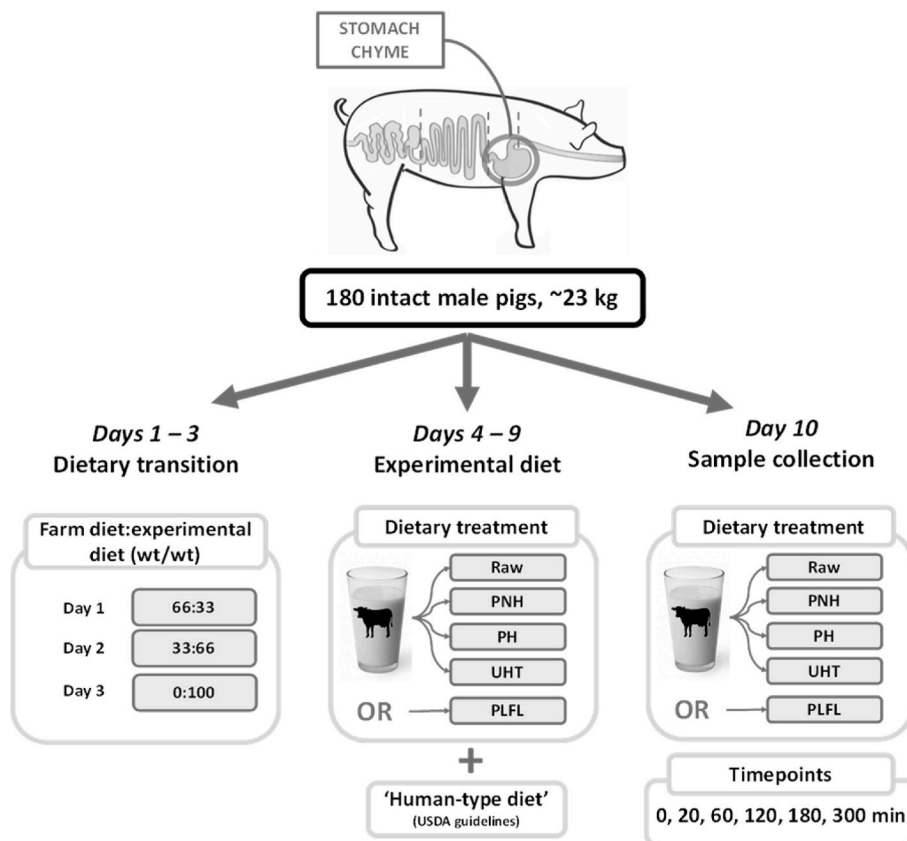 STOMACH
CHYME
180 intact male pigs, ~23 kg
Days 1 – 3
Dietary transition
Farm diet:experimental
diet (wt/wt)
Day 1
66:33
Day 2
33:66
Day 3
0:100
Days 4 – 9
Experimental diet
Dietary treatment
Raw
PNH
PH
UHT
OR
PLFL
+
‘Human-type diet’
(USDA guidelines)
Day 10
Sample collection
Dietary treatment
Raw
PNH
PH
UHT
OR
PLFL
Timepoints
0, 20, 60, 120, 180, 300 min